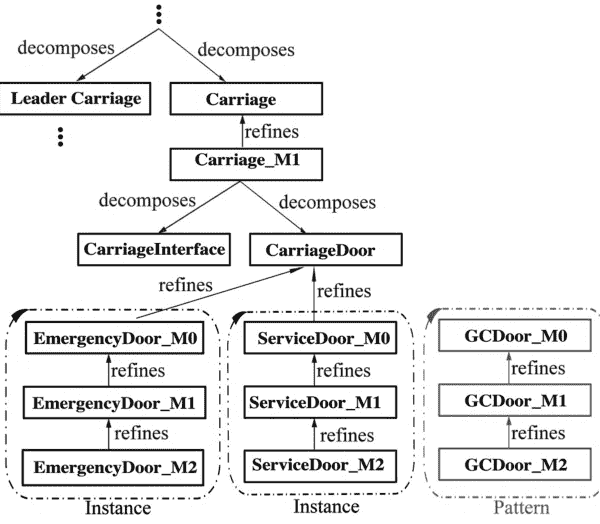 decomposes decomposes
Leader Carriage Carriage
refines
Carriage_M1
decomposes decomposes
CarriageInterface CarriageDoor
refines refines
EmergencyDoor_M0 ServiceDoor_M0 GCDoor_M0
refines refines refines
EmergencyDoor_M1 ServiceDoor_M1 GCDoor_M1
refines refines refines
EmergencyDoor_M2 ServiceDoor_M2 GCDoor_M2
Instance Instance Pattern